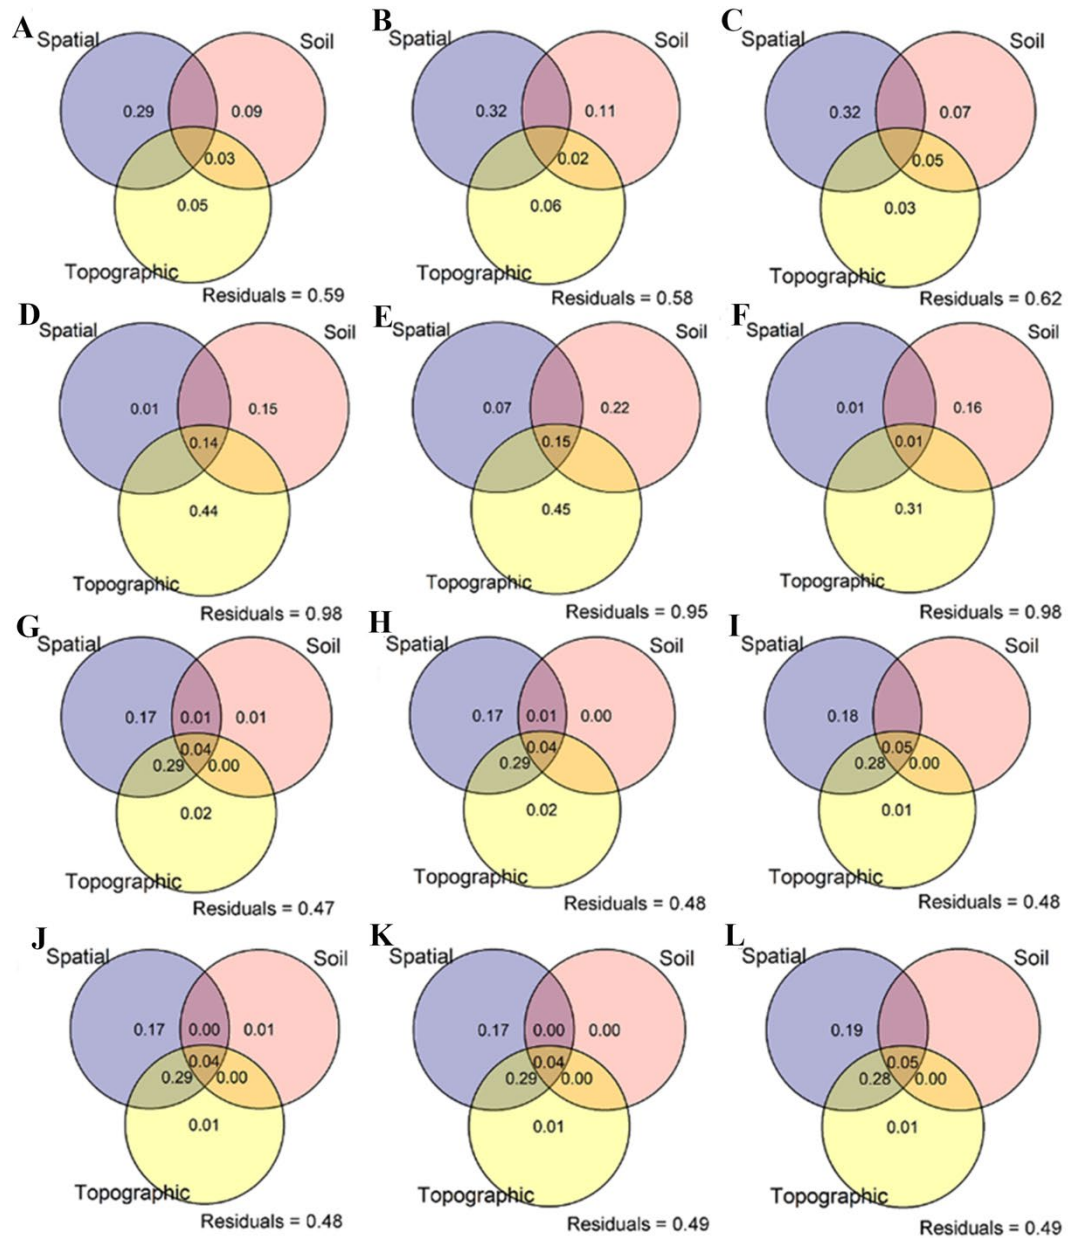 A Spatial Soil B Spatial Soil C Spatial Soil
0.29 0.09 0.32 0.11 0.32 0.07
0.03 0.02 0.05
0.05 0.06 0.03
Topographic Topographic Topographic
Residuals = 0.59 Residuals = 0.58 Residuals = 0.62
D Spatial Soil E Spatial Soil F Spatial Soil
0.01 0.15 0.07 0.22 0.01 0.16
0.14 0.15 0.01
0.44 0.45 0.31
Topographic Topographic Topographic
Residuals = 0.98 Residuals = 0.95 Residuals = 0.98
G Spatial Soil H Spatial Soil I Spatial Soil
0.17 0.01 0.01 0.17 0.01 0.00 0.18
0.04 0.04 0.05
0.29 0.00 0.29 0.28 0.00
0.02 0.02 0.01
Topographic Topographic Topographic
Residuals = 0.47 Residuals = 0.48 Residuals = 0.48
J Spatial Soil K Spatial Soil L Spatial Soil
0.17 0.00 0.01 0.17 0.00 0.00 0.19
0.04 0.04 0.05
0.29 0.00 0.29 0.00 0.28 0.00
0.01 0.01 0.01
Topographic Topographic Topographic
Residuals = 0.48 Residuals = 0.49 Residuals = 0.49